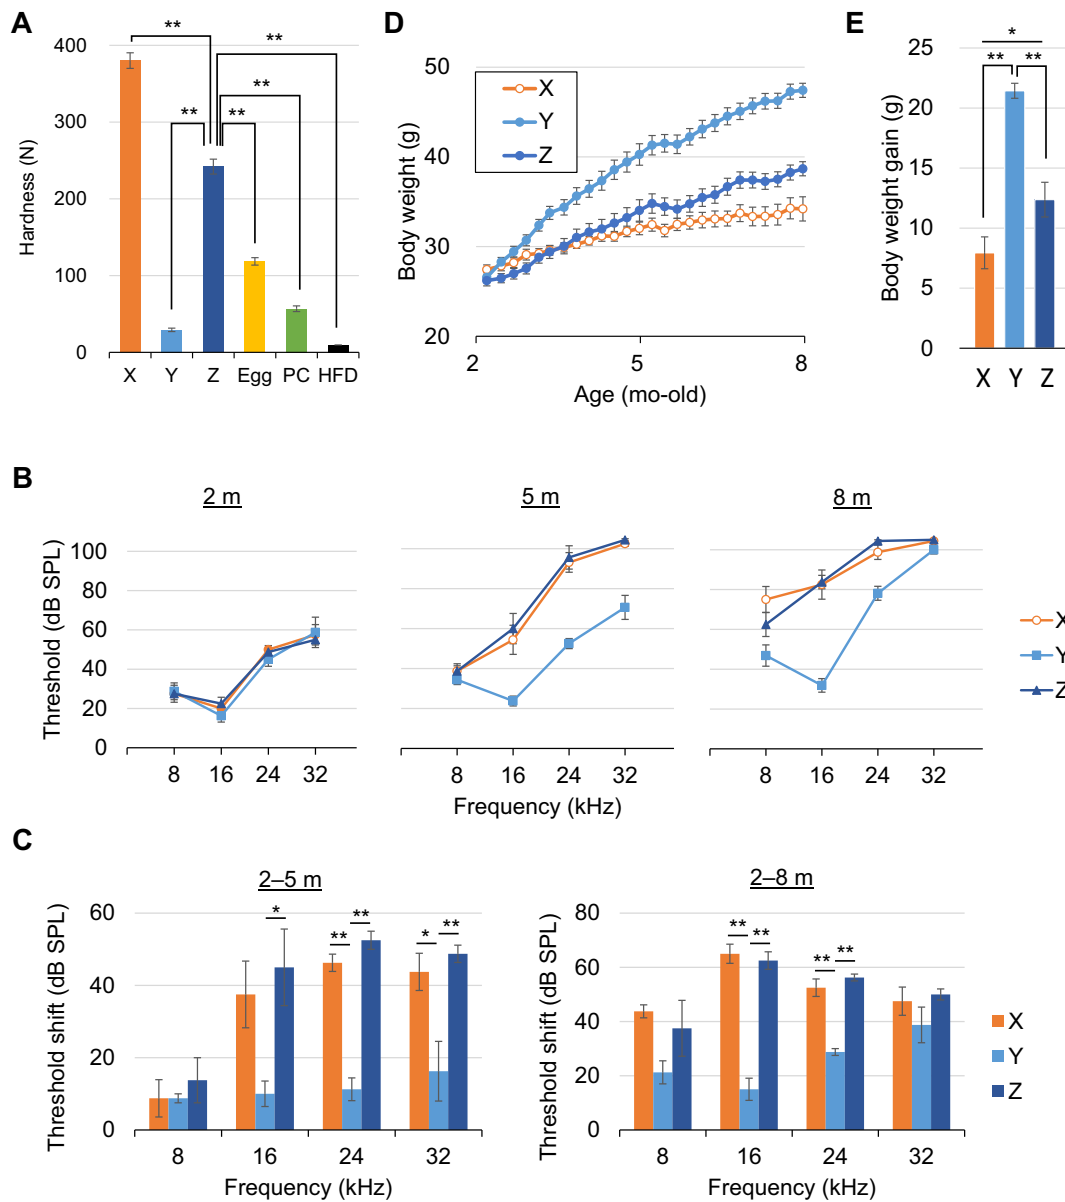 A
Hardness (N)
400
300
200
100
0
**
**
**
**
**
X Y Z Egg PC HFD
D
Body weight (g)
50
40
30
20
X
Y
Z
2 5 8
Age (mo-old)
E
Body weight gain (g)
25
20
15
10
5
0
*
** **
X Y Z
B
2 m 5 m 8 m
Threshold (dB SPL)
100
80
60
40
20
0
8 16 24 32 8 16 24 32 8 16 24 32
Frequency (kHz)
X
Y
Z
C
2–5 m
Threshold shift (dB SPL)
60
40
20
0
*
** **
* **
8 16 24 32
Frequency (kHz)
2–8 m
Threshold shift (dB SPL)
80
60
40
20
0
** **
** **
8 16 24 32
Frequency (kHz)
X
Y
Z